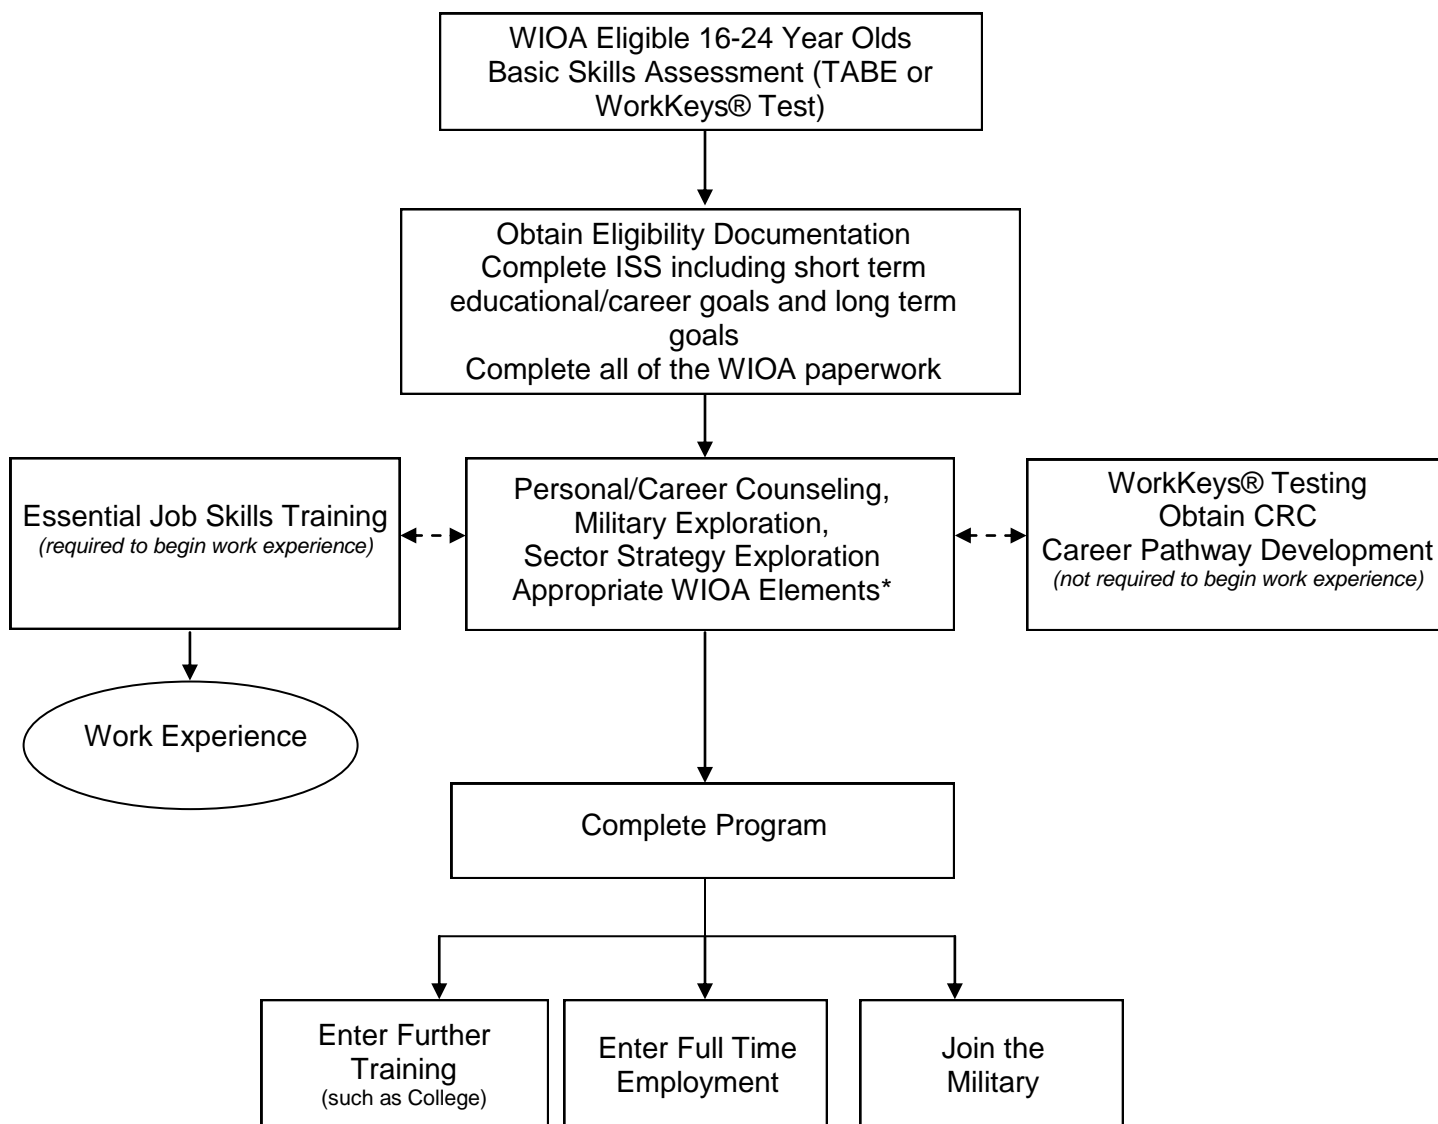 WIOA Eligible 16-24 Year Olds
Basic Skills Assessment (TABE or
WorkKeys® Test)
Obtain Eligibility Documentation
Complete ISS including short term
educational/career goals and long term
goals
Complete all of the WIOA paperwork
Essential Job Skills Training
(required to begin work experience)
Personal/Career Counseling,
Military Exploration,
Sector Strategy Exploration
Appropriate WIOA Elements*
WorkKeys® Testing
Obtain CRC
Career Pathway Development
(not required to begin work experience)
Work Experience
Complete Program
Enter Further
Training
(such as College)
Enter Full Time
Employment
Join the
Military